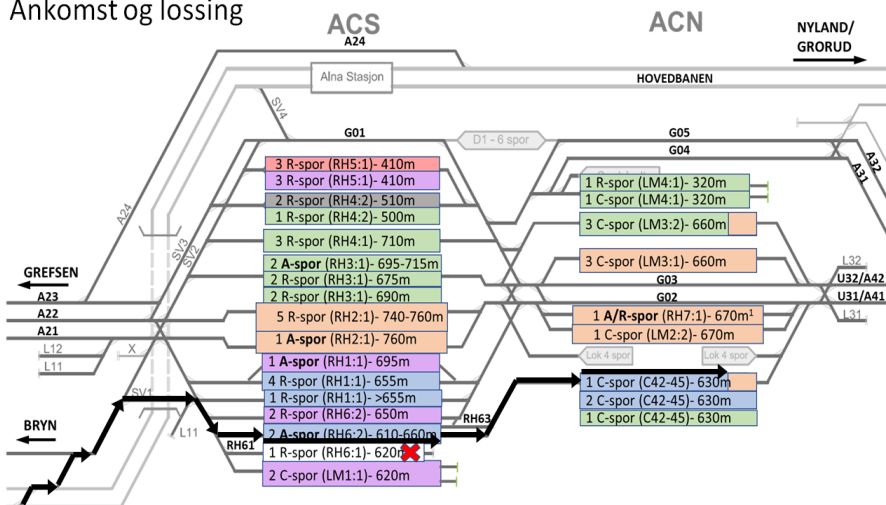 Ankomst og lossing
ACS
ACN
NYLAND/
GRORUD
A24
Alna Stasjon
HOVEDBANEN
SV4
G01
D1 - 6 spor
G05
G04
A32
A31
A24
SV3
SV2
3 R-spor (RH5:1)- 410m
3 R-spor (RH5:1)- 410m
2 R-spor (RH4:2)- 510m
1 R-spor (RH4:2)- 500m
3 R-spor (RH4:1)- 710m
2 A-spor (RH3:1)- 695-715m
2 R-spor (RH3:1)- 675m
2 R-spor (RH3:1)- 690m
5 R-spor (RH2:1)- 740-760m
1 A-spor (RH2:1)- 760m
1 A-spor (RH1:1)- 695m
4 R-spor (RH1:1)- 655m
1 R-spor (RH1:1)- >655m
2 R-spor (RH6:2)- 650m
2 A-spor (RH6:2)- 610-660m
1 R-spor (RH6:1)- 620m
2 C-spor (LM1:1)- 620m
1 R-spor (LM4:1)- 320m
1 C-spor (LM4:1)- 320m
3 C-spor (LM3:2)- 660m
3 C-spor (LM3:1)- 660m
G03
G02
1 A/R-spor (RH7:1)- 670m¹
1 C-spor (LM2:2)- 670m
Lok 4 spor
Lok 4 spor
1 C-spor (C42-45)- 630m
2 C-spor (C42-45)- 630m
1 C-spor (C42-45)- 630m
L32
U32/A42
U31/A41
L31
GREFSEN
A23
A22
A21
L12
L11
X
SV1
BRYN
L11
RH61
RH63